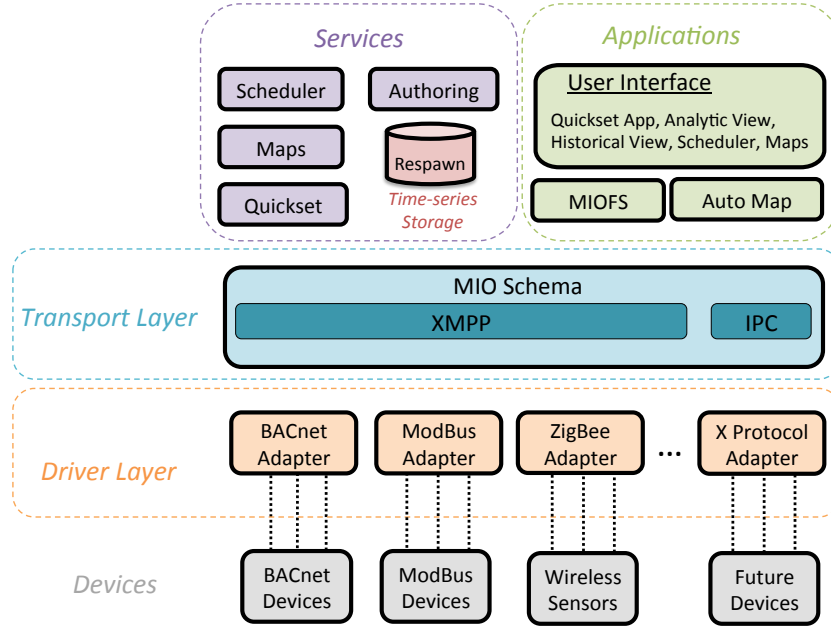 Services
Scheduler
Authoring
Maps
Respawn
Quickset
Time-series
Storage
Applications
User Interface
Quickset App, Analytic View,
Historical View, Scheduler, Maps
MIOFS
Auto Map
Transport Layer
MIO Schema
XMPP
IPC
Driver Layer
BACnet
Adapter
ModBus
Adapter
ZigBee
Adapter
...
X Protocol
Adapter
Devices
BACnet
Devices
ModBus
Devices
Wireless
Sensors
Future
Devices